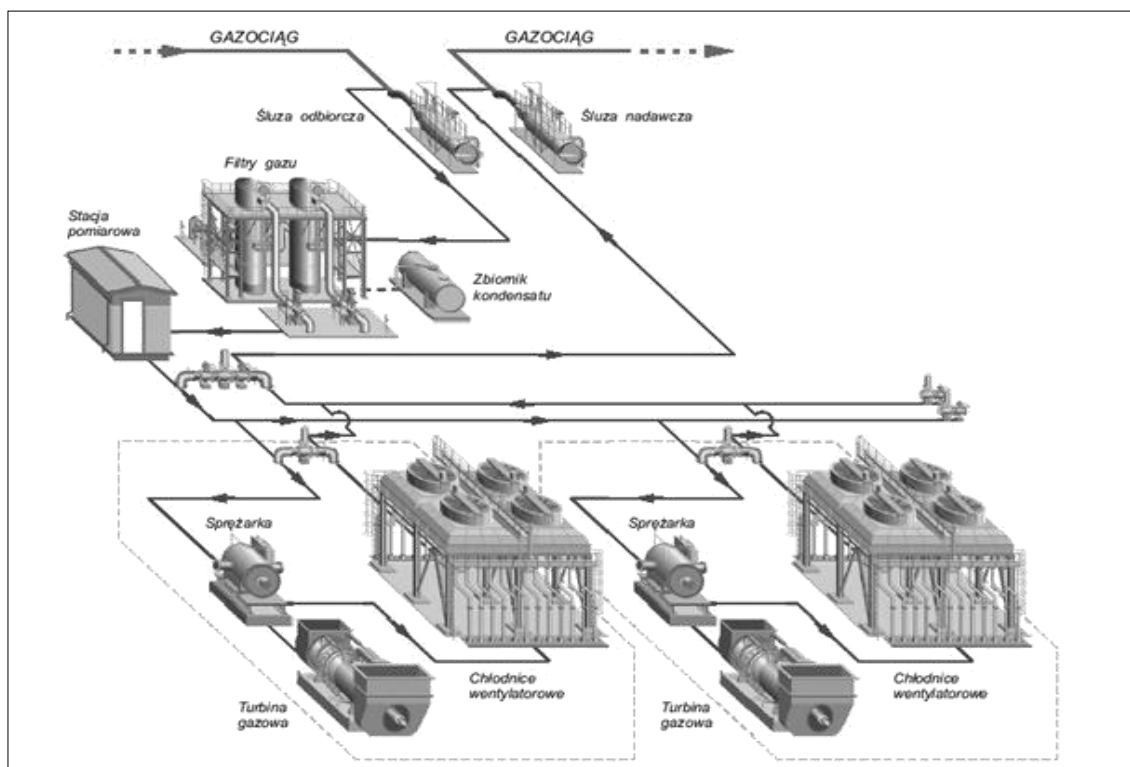 GAZOCIĄG
GAZOCIĄG
Śluza odbiorcza
Śluza nadawcza
Filtry gazu
Stacja
pomiarowa
Zbiornik
kondensatu
Sprężarka
Sprężarka
Chłodnice
wentylatorowe
Chłodnice
wentylatorowe
Turbina
gazowa
Turbina
gazowa